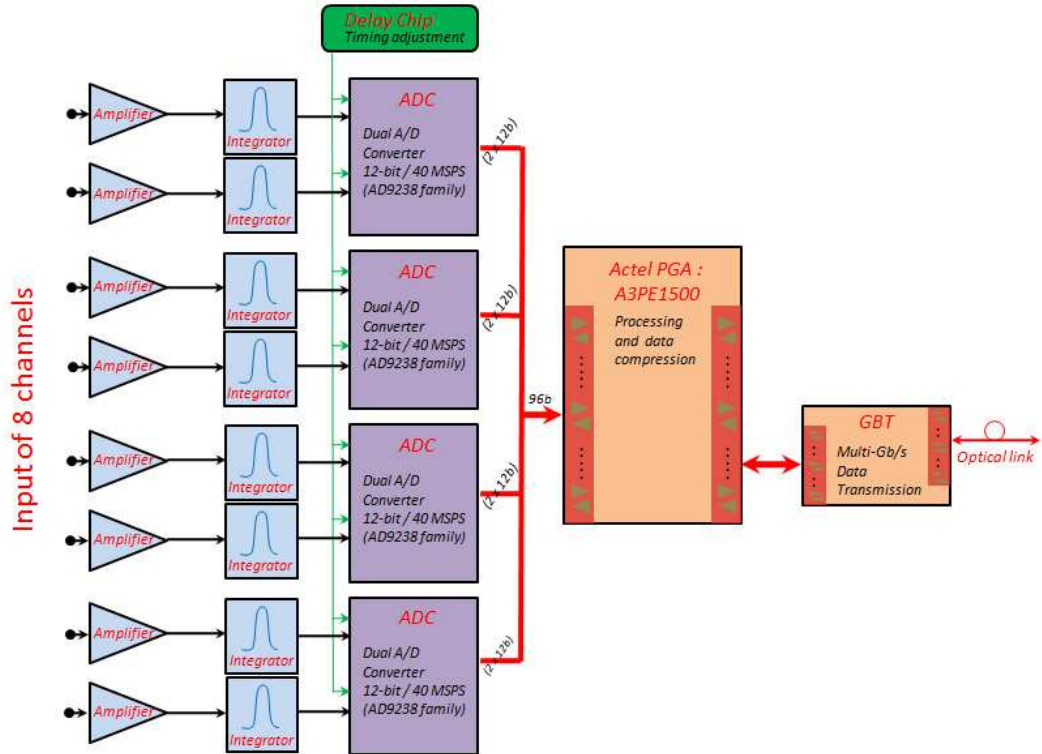 Delay Chip
Timing adjustment
Input of 8 channels
Amplifier
Integrator
Amplifier
Integrator
ADC
Dual A/D
Converter
12-bit / 40 MSPS
(AD9238 family)
(2 x 12b)
Amplifier
Integrator
Amplifier
Integrator
ADC
Dual A/D
Converter
12-bit / 40 MSPS
(AD9238 family)
(2 x 12b)
Amplifier
Integrator
Amplifier
Integrator
ADC
Dual A/D
Converter
12-bit / 40 MSPS
(AD9238 family)
(2 x 12b)
Amplifier
Integrator
Amplifier
Integrator
ADC
Dual A/D
Converter
12-bit / 40 MSPS
(AD9238 family)
(2 x 12b)
96b
Actel PGA :
A3PE1500
Processing
and data
compression
GBT
Multi-Gb/s
Data
Transmission
Optical link